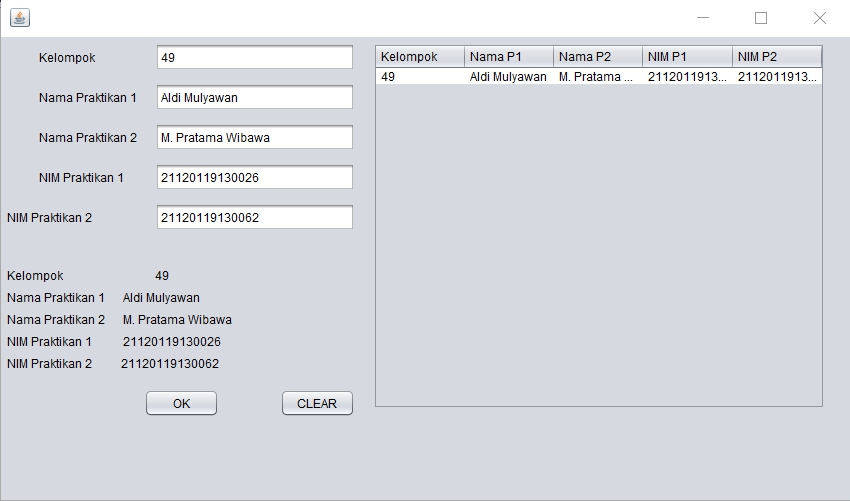 Kelompok 49
Nama Praktikan 1 Aldi Mulyawan
Nama Praktikan 2 M. Pratama Wibawa
NIM Praktikan 1 21120119130026
NIM Praktikan 2 21120119130062
Kelompok 49
Nama Praktikan 1 Aldi Mulyawan
Nama Praktikan 2 M. Pratama Wibawa
NIM Praktikan 1 21120119130026
NIM Praktikan 2 21120119130062
OK CLEAR
Kelompok Nama P1 Nama P2 NIM P1 NIM P2
49 Aldi Mulyawan M. Pratama ... 2112011913... 2112011913...